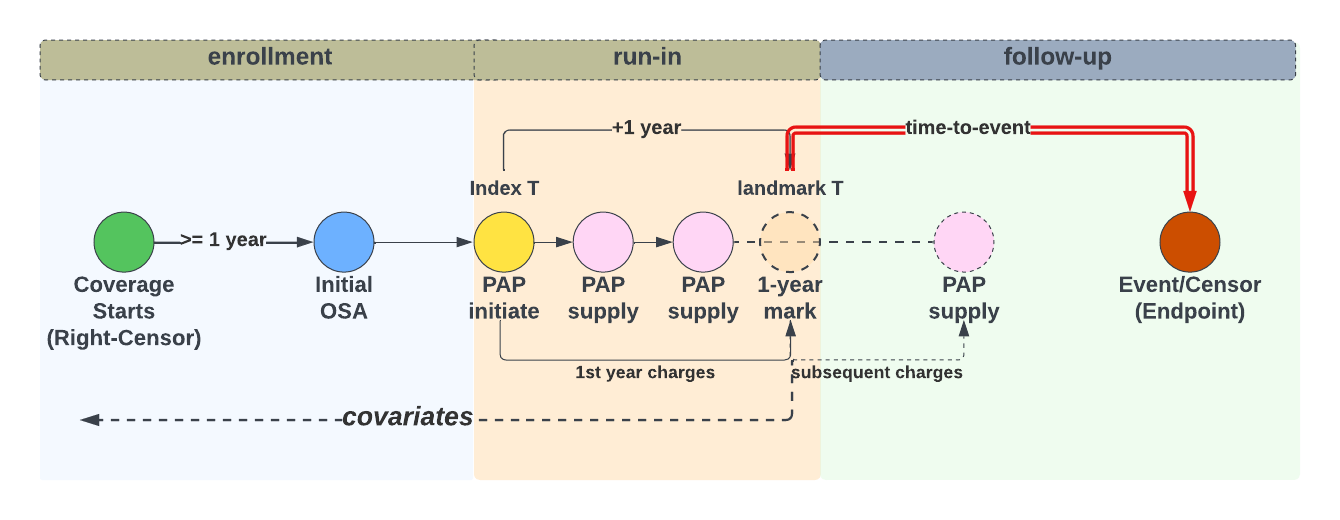 enrollment
run-in
follow-up
+1 year
time-to-event
Index T
landmark T
>= 1 year
Coverage
Starts
(Right-Censor)
Initial
OSA
PAP
initiate
PAP
supply
PAP
supply
1-year
mark
PAP
supply
Event/Censor
(Endpoint)
1st year charges
subsequent charges
covariates